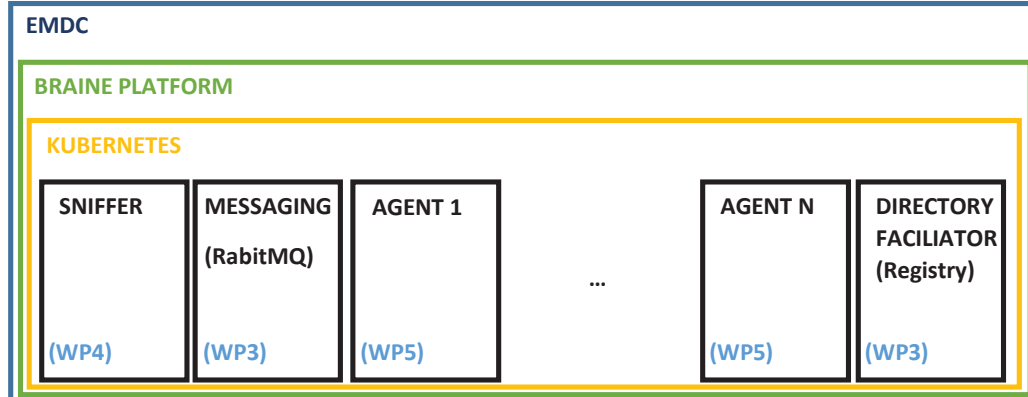 EMDC
BRAINE PLATFORM
KUBERNETES
SNIFFER
(WP4)
MESSAGING
(RabitMQ)
(WP3)
AGENT 1
(WP5)
...
AGENT N
(WP5)
DIRECTORY
FACILIATOR
(Registry)
(WP3)